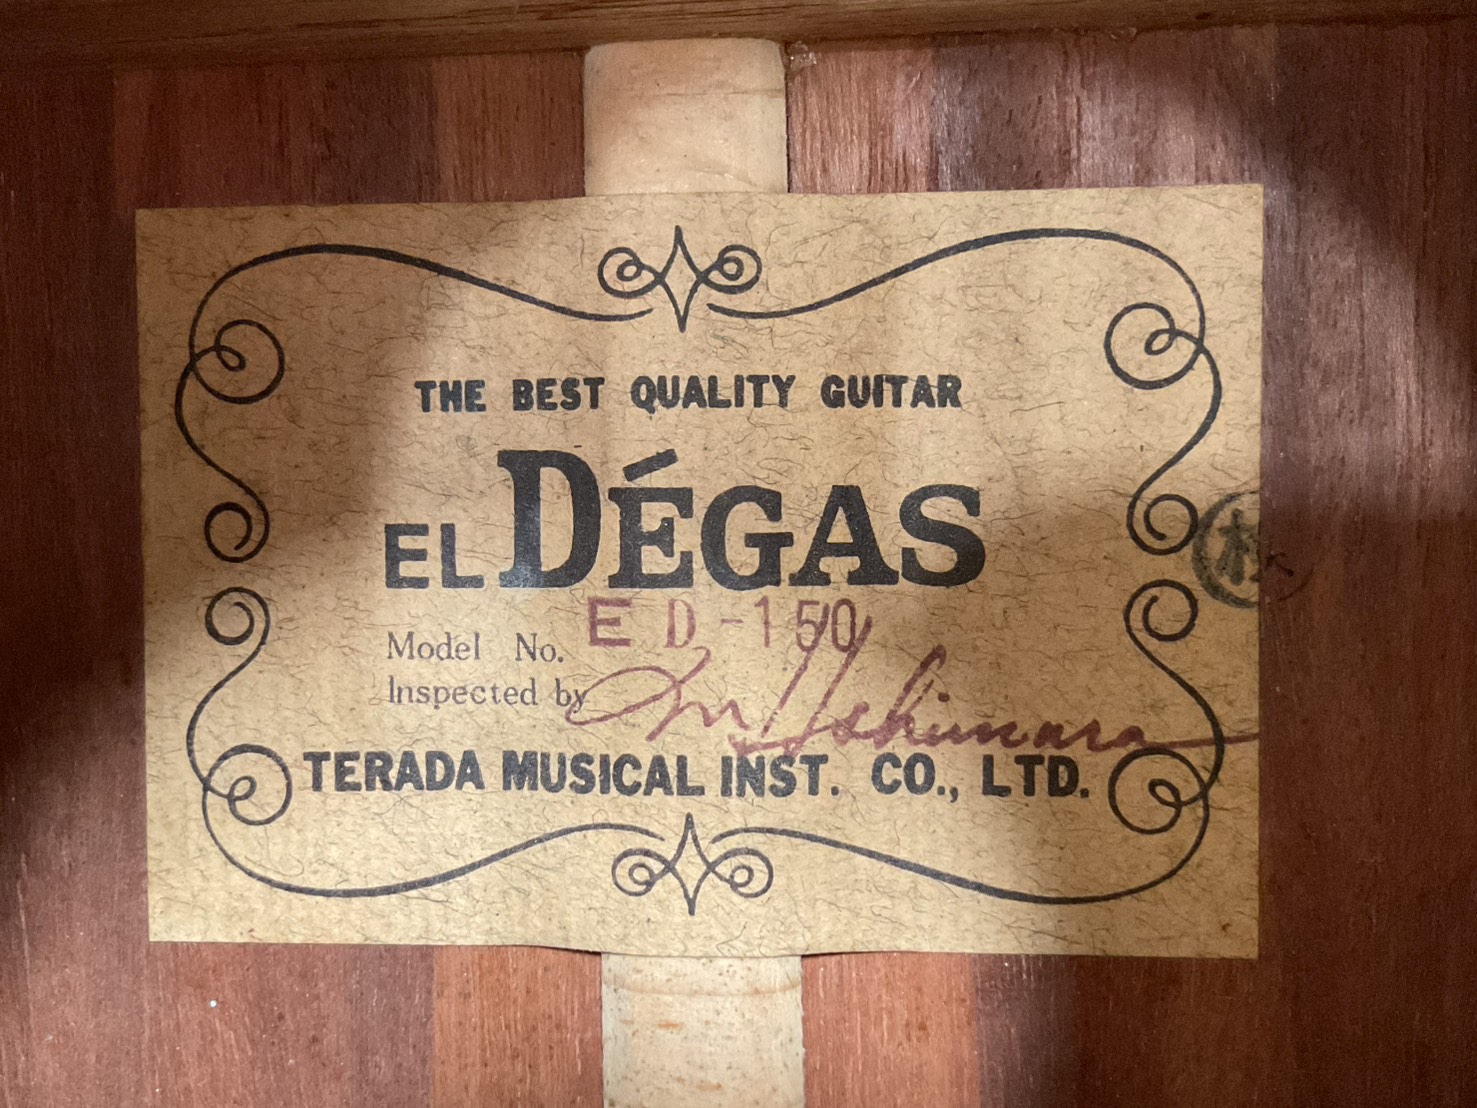 THE BEST QUALITY GUITAR
EL DÉGAS
Model No. ED-150
Inspected by
TERADA MUSICAL INST. CO., LTD.